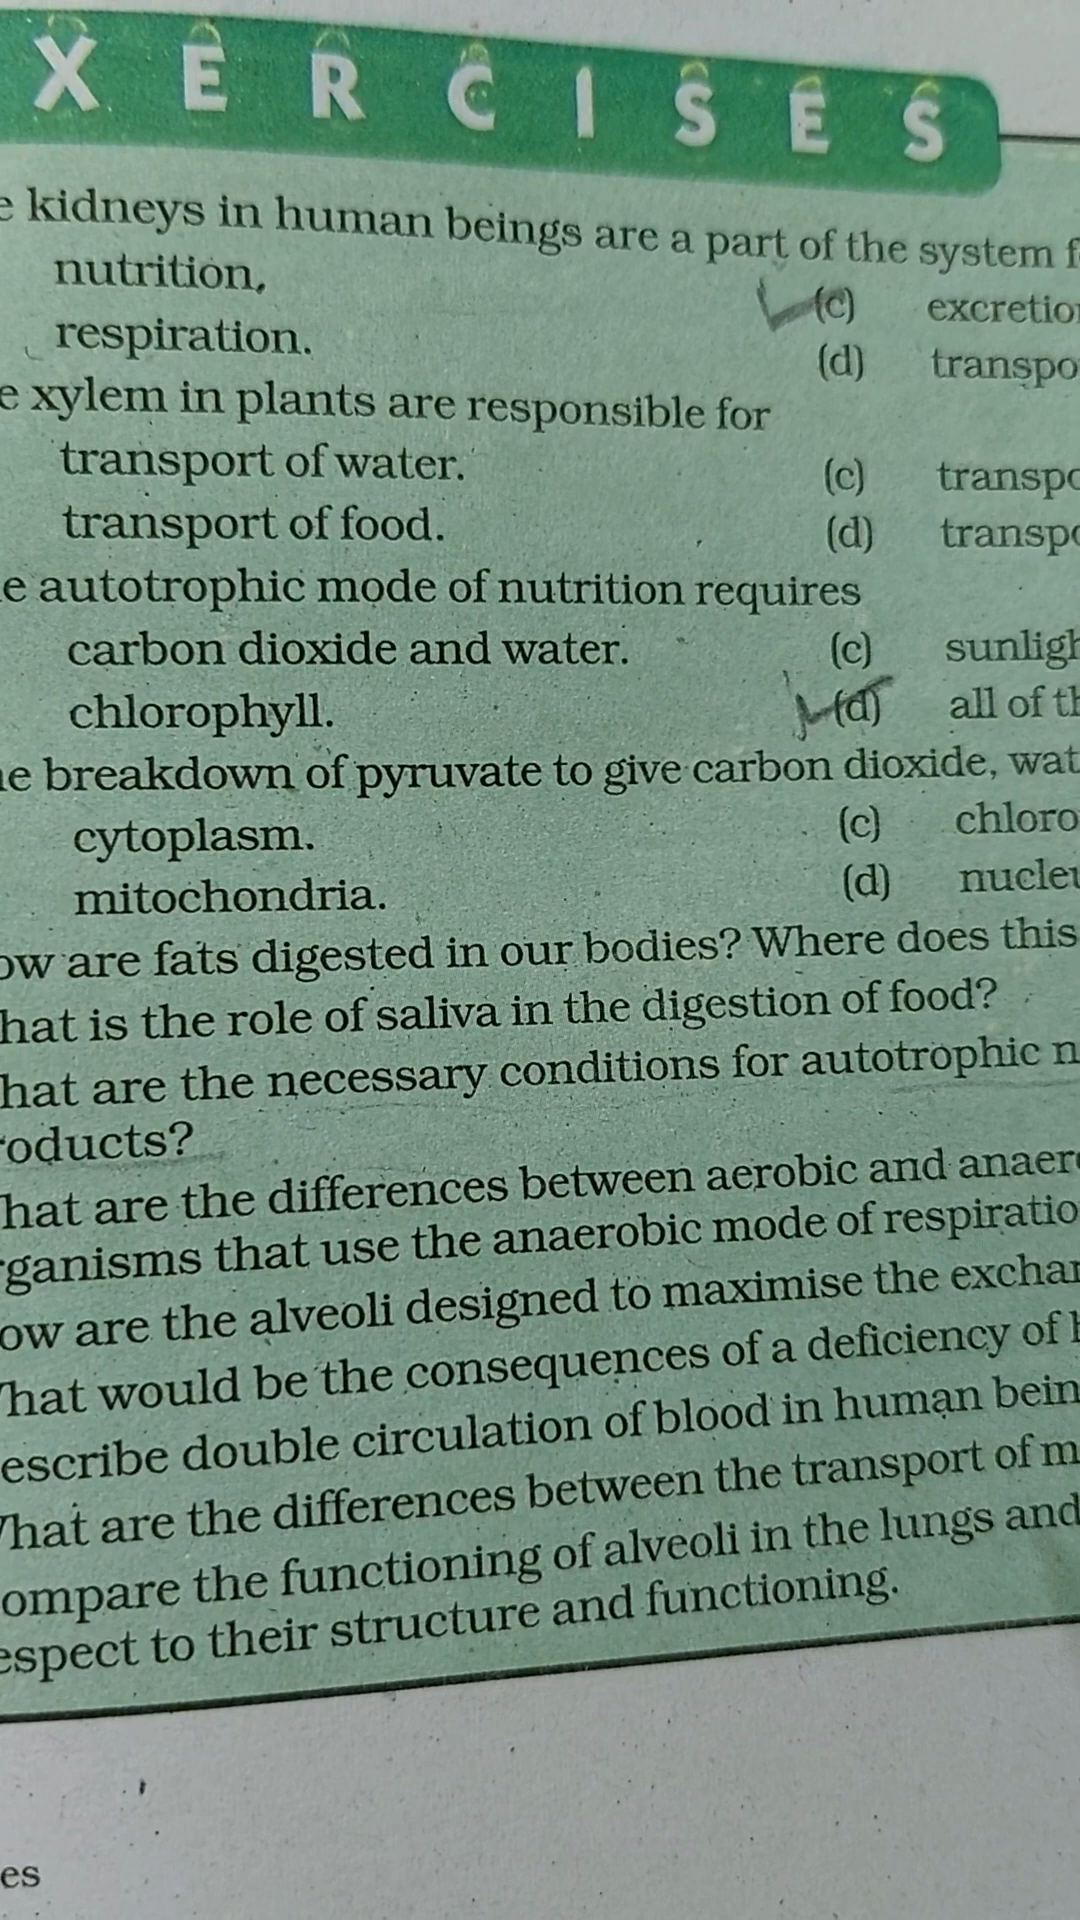 X E R C I S E S
e kidneys in human beings are a part of the system f
nutrition.
(c) excretio
respiration.
(d) transpo
e xylem in plants are responsible for
transport of water.
(c) transpo
transport of food.
(d) transpo
e autotrophic mode of nutrition requires
carbon dioxide and water.
(c) sunligh
chlorophyll.
(d) all of th
e breakdown of pyruvate to give carbon dioxide, wat
cytoplasm.
(c) chloro
mitochondria.
(d) nucleu
ow are fats digested in our bodies? Where does this
hat is the role of saliva in the digestion of food?
hat are the necessary conditions for autotrophic n
roducts?
hat are the differences between aerobic and anaero
rganisms that use the anaerobic mode of respiratio
ow are the alveoli designed to maximise the exchan
hat would be the consequences of a deficiency of h
escribe double circulation of blood in human bein
hat are the differences between the transport of m
ompare the functioning of alveoli in the lungs and
espect to their structure and functioning.
es